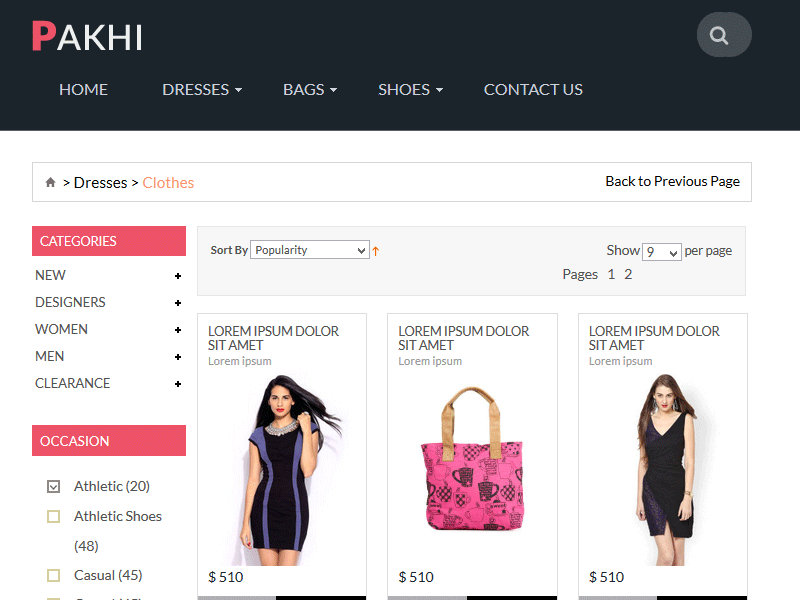 PAKHI
HOME DRESSES BAGS SHOES CONTACT US
> Dresses > Clothes
Back to Previous Page
CATEGORIES
NEW +
DESIGNERS +
WOMEN +
MEN +
CLEARANCE +
OCCASION
Athletic (20)
Athletic Shoes
(48)
Casual (45)
Sort By Popularity
Show 9 per page
Pages 1 2
LOREM IPSUM DOLOR
SIT AMET
Lorem ipsum
$ 510
LOREM IPSUM DOLOR
SIT AMET
Lorem ipsum
$ 510
LOREM IPSUM DOLOR
SIT AMET
Lorem ipsum
$ 510